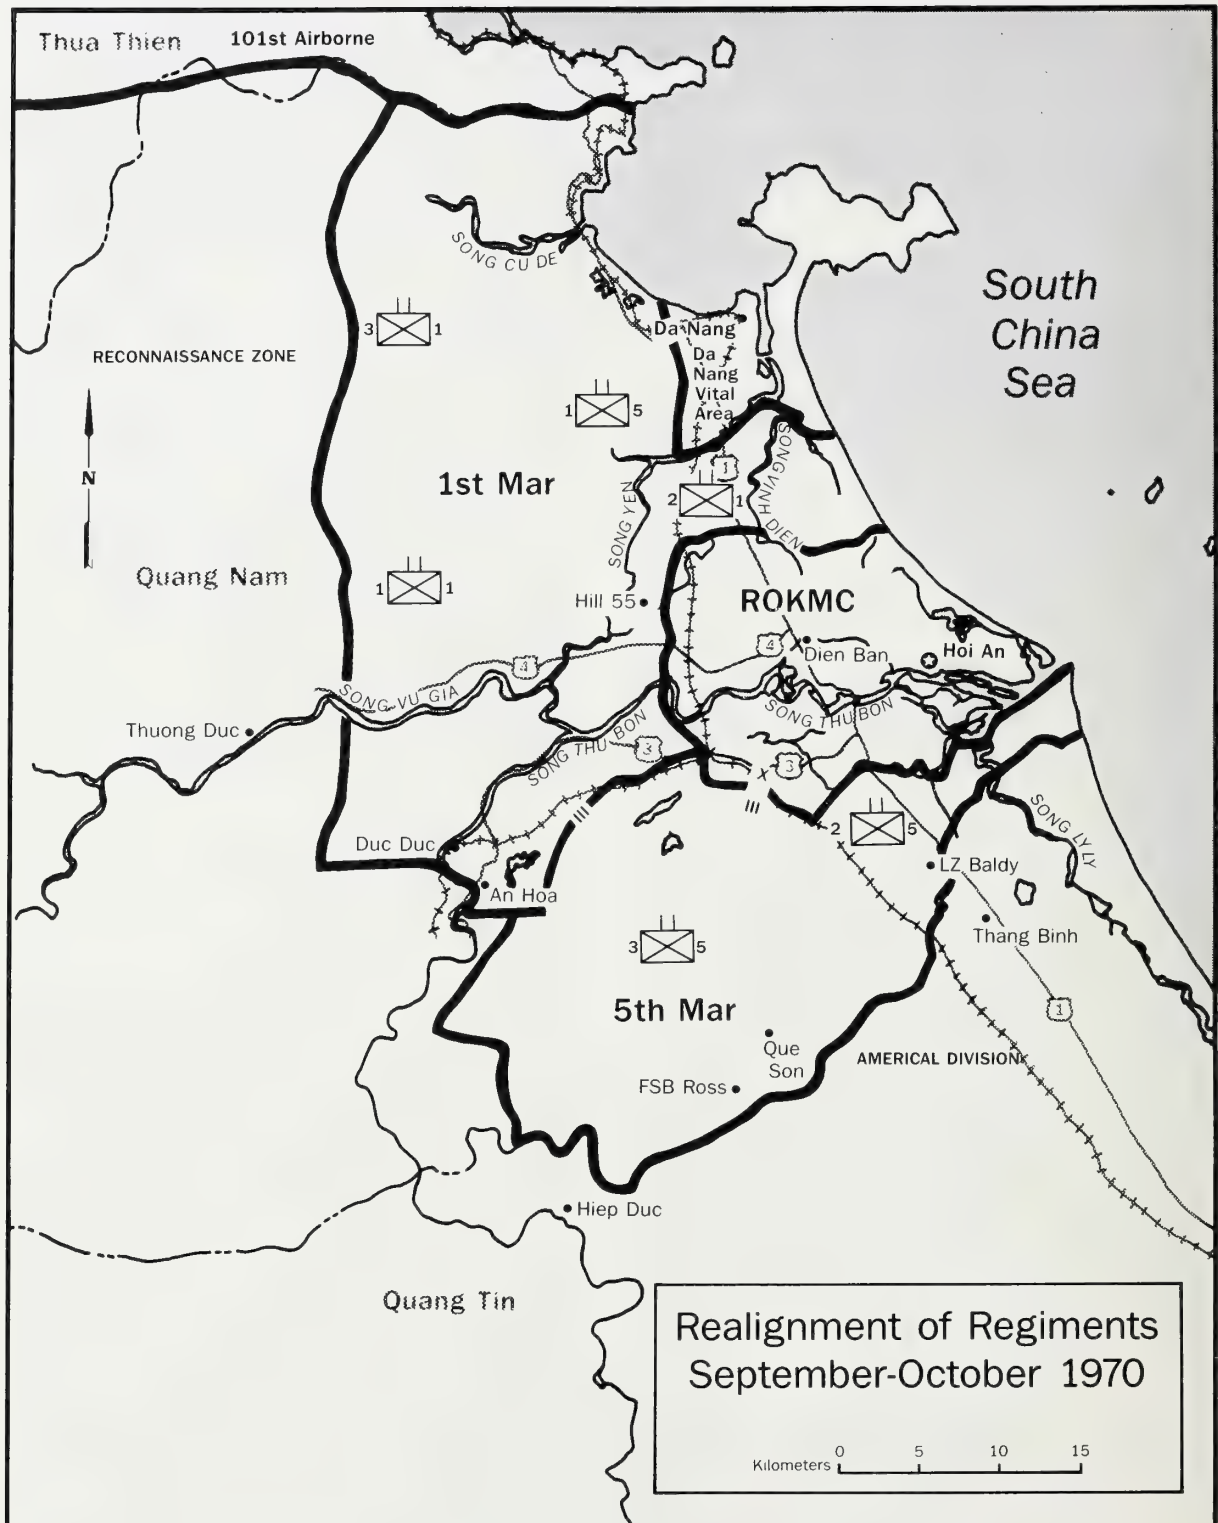 Thua Thien
101st Airborne
SONG CU DE
South
China
Sea
3 1
RECONNAISSANCE ZONE
Da Nang
Da
Nang
Vital
Area
1 5
N
1st Mar
1
SONG VINH DIEN
2 1
SONG YEN
Quang Nam
1 1
Hill 55
ROKMC
4
Dien Ban
Hoi An
4
SONG VU GIA
SONG THU BON
Thuong Duc
SONG THU BON
3
3
III
III
SONG LY LY
2 5
Duc Duc
LZ Baldy
An Hoa
Thang Binh
3 5
5th Mar
1
Que
Son
AMERICAL DIVISION
FSB Ross
Hiep Duc
Quang Tin
Realignment of Regiments
September-October 1970
Kilometers 0 5 10 15